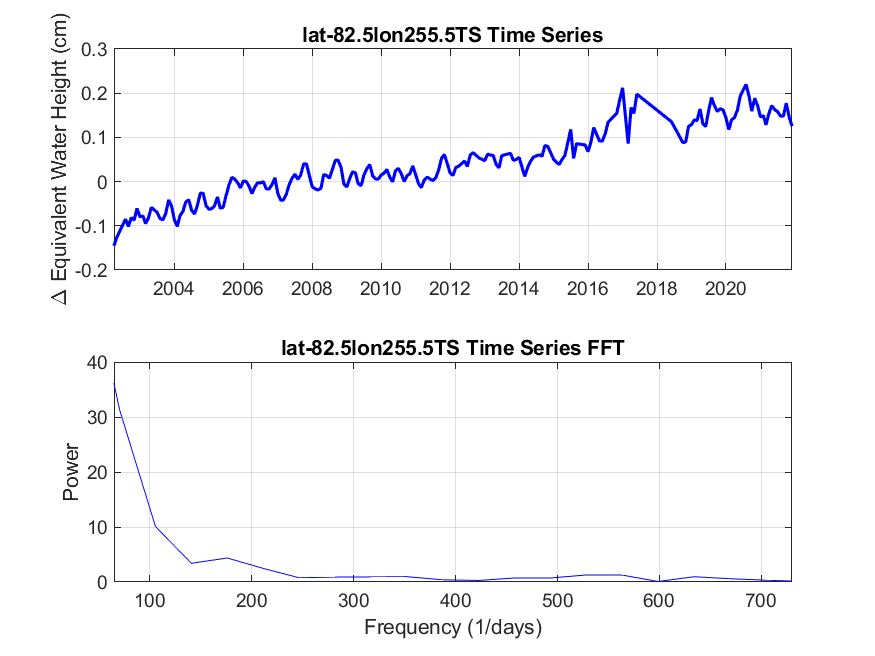 lat-82.5lon255.5TS Time Series
Δ Equivalent Water Height (cm)
0.3
0.2
0.1
0
-0.1
-0.2
2004 2006 2008 2010 2012 2014 2016 2018 2020
lat-82.5lon255.5TS Time Series FFT
Power
40
30
20
10
0
100 200 300 400 500 600 700
Frequency (1/days)